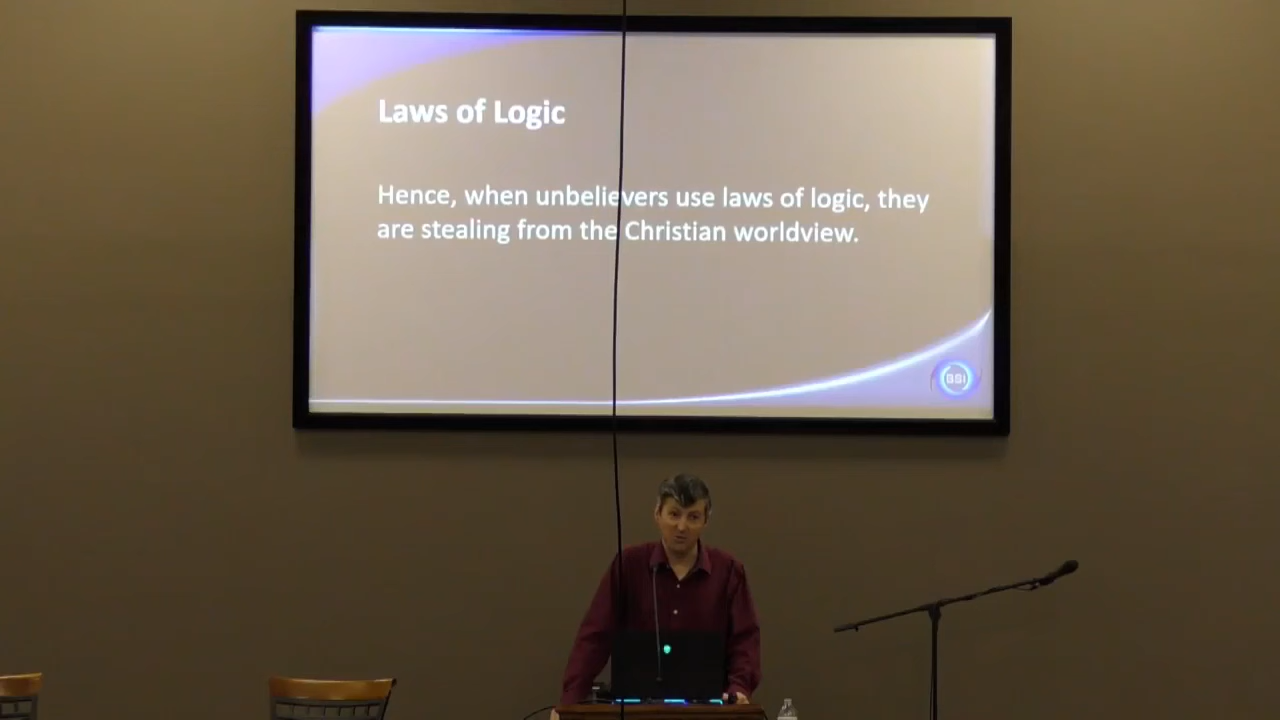 Laws of Logic
Hence, when unbelievers use laws of logic, they
are stealing from the Christian worldview.
BSI